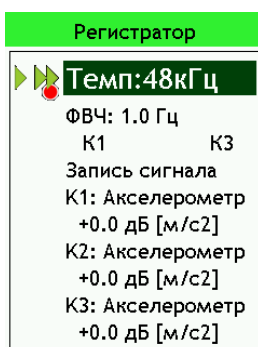 Регистратор
Темп:48кГц
ФВЧ: 1.0 Гц
К1 К3
Запись сигнала
К1: Акселерометр
+0.0 дБ [м/с2]
К2: Акселерометр
+0.0 дБ [м/с2]
К3: Акселерометр
+0.0 дБ [м/с2]